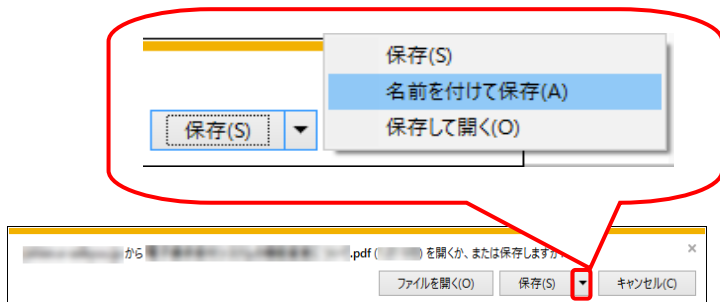 保存(S)
名前を付けて保存(A)
保存(S)
保存して開く(O)
から .pdf ( ) を開くか、または保存しますか
×
ファイルを開く(O)
保存(S)
キャンセル(C)